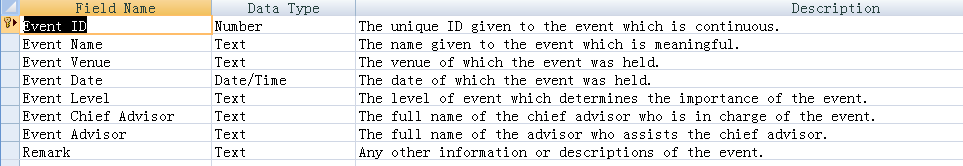 Field Name Data Type Description
Event ID Number The unique ID given to the event which is continuous.
Event Name Text The name given to the event which is meaningful.
Event Venue Text The venue of which the event was held.
Event Date Date/Time The date of which the event was held.
Event Level Text The level of event which determines the importance of the event.
Event Chief Advisor Text The full name of the chief advisor who is in charge of the event.
Event Advisor Text The full name of the advisor who assists the chief advisor.
Remark Text Any other information or descriptions of the event.